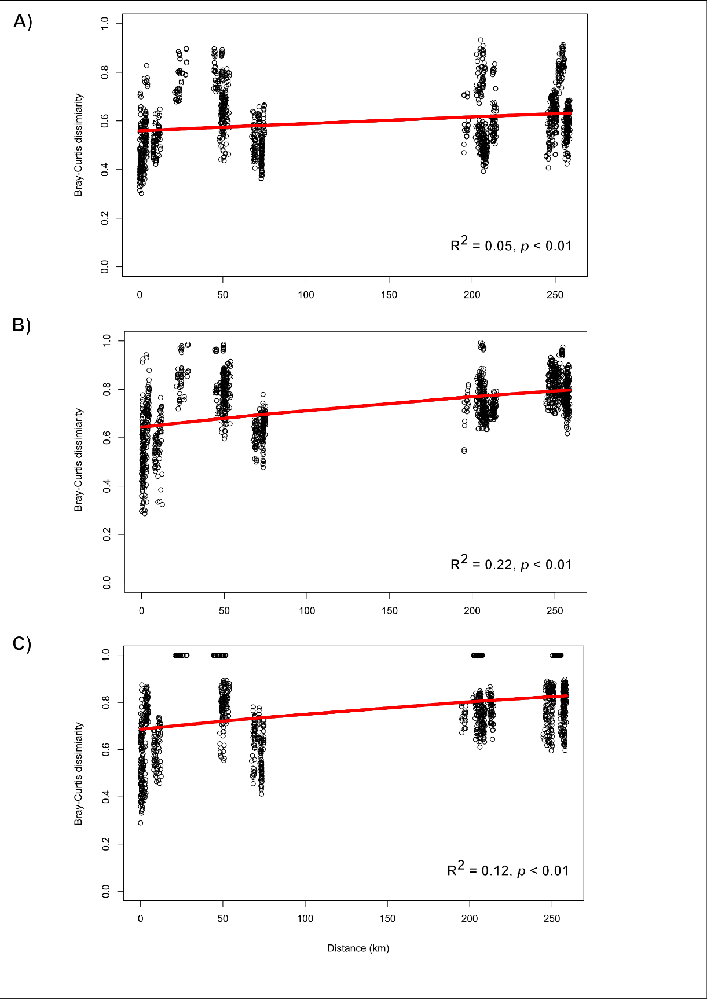 A)
1.0
0.8
0.6
0.4
0.2
0.0
Bray-Curtis dissimiarity
R2 = 0.05, p < 0.01
0 50 100 150 200 250
B)
1.0
0.8
0.6
0.4
0.2
0.0
Bray-Curtis dissimiarity
R2 = 0.22, p < 0.01
0 50 100 150 200 250
C)
1.0
0.8
0.6
0.4
0.2
0.0
Bray-Curtis dissimiarity
R2 = 0.12, p < 0.01
0 50 100 150 200 250
Distance (km)